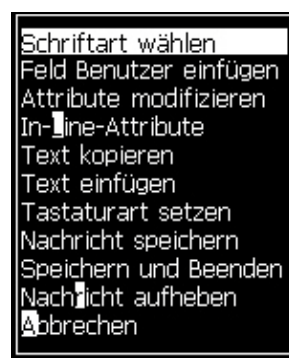 Schriftart wählen
Feld Benutzer einfügen
Attribute modifizieren
In-Line-Attribute
Text kopieren
Text einfügen
Tastaturart setzen
Nachricht speichern
Speichern und Beenden
Nachricht aufheben
Abbrechen